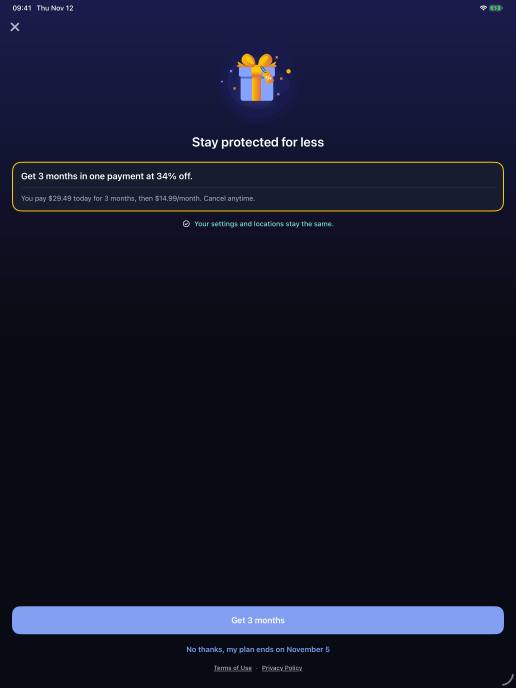 09:41 Thu Nov 12
Stay protected for less
Get 3 months in one payment at 34% off.
You pay $29.49 today for 3 months, then $14.99/month. Cancel anytime.
Your settings and locations stay the same.
Get 3 months
No thanks, my plan ends on November 5
Terms of Use - Privacy Policy